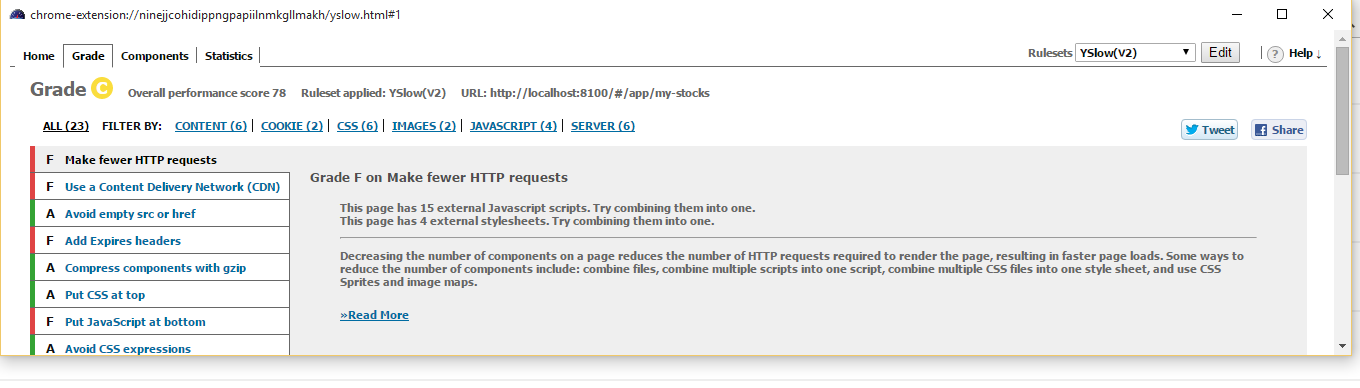 chrome-extension://ninejjcohidippngpapiilnmkgllmakh/yslow.html#1
Home Grade Components Statistics Rulesets YSlow(V2) Edit ? Help ↓
Grade C Overall performance score 78 Ruleset applied: YSlow(V2) URL: http://localhost:8100/#/app/my-stocks
ALL (23) FILTER BY: CONTENT (6) COOKIE (2) CSS (6) IMAGES (2) JAVASCRIPT (4) SERVER (6)
Tweet Share
F Make fewer HTTP requests
F Use a Content Delivery Network (CDN)
A Avoid empty src or href
F Add Expires headers
A Compress components with gzip
A Put CSS at top
F Put JavaScript at bottom
A Avoid CSS expressions
Grade F on Make fewer HTTP requests
This page has 15 external Javascript scripts. Try combining them into one.
This page has 4 external stylesheets. Try combining them into one.
Decreasing the number of components on a page reduces the number of HTTP requests required to render the page, resulting in faster page loads. Some ways to
reduce the number of components include: combine files, combine multiple scripts into one script, combine multiple CSS files into one style sheet, and use CSS
Sprites and image maps.
»Read More